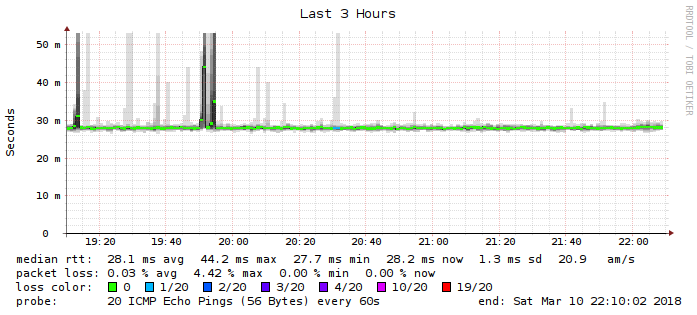 Last 3 Hours
RRDTOOL / TOBI OETIKER
Seconds
50 m
40 m
30 m
20 m
10 m
0
19:20 19:40 20:00 20:20 20:40 21:00 21:20 21:40 22:00
median rtt: 28.1 ms avg 44.2 ms max 27.7 ms min 28.2 ms now 1.3 ms sd 20.9 am/s
packet loss: 0.03 % avg 4.42 % max 0.00 % min 0.00 % now
loss color: 0 1/20 2/20 3/20 4/20 10/20 19/20
probe: 20 ICMP Echo Pings (56 Bytes) every 60s end: Sat Mar 10 22:10:02 2018